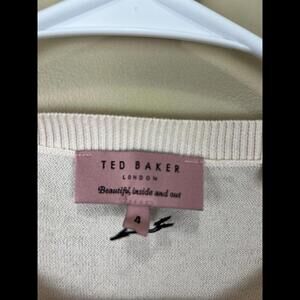 TED BAKER
LONDON
Beautiful, inside and out
4